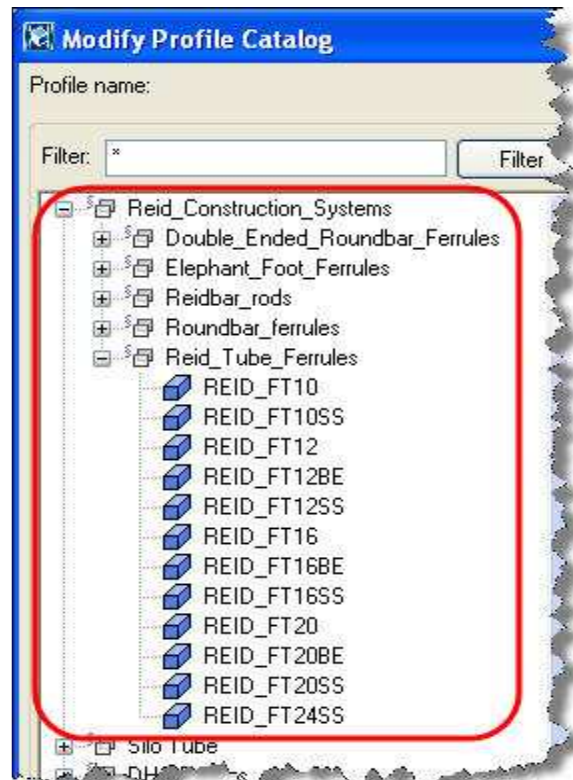 Modify Profile Catalog
Profile name:
Filter: * Filter
Reid_Construction_Systems
Double_Ended_Roundbar_Ferrules
Elephant_Foot_Ferrules
Reidbar_rods
Roundbar_ferrules
Reid_Tube_Ferrules
REID_FT10
REID_FT10SS
REID_FT12
REID_FT12BE
REID_FT12SS
REID_FT16
REID_FT16BE
REID_FT16SS
REID_FT20
REID_FT20BE
REID_FT20SS
REID_FT24SS
Silo Tube